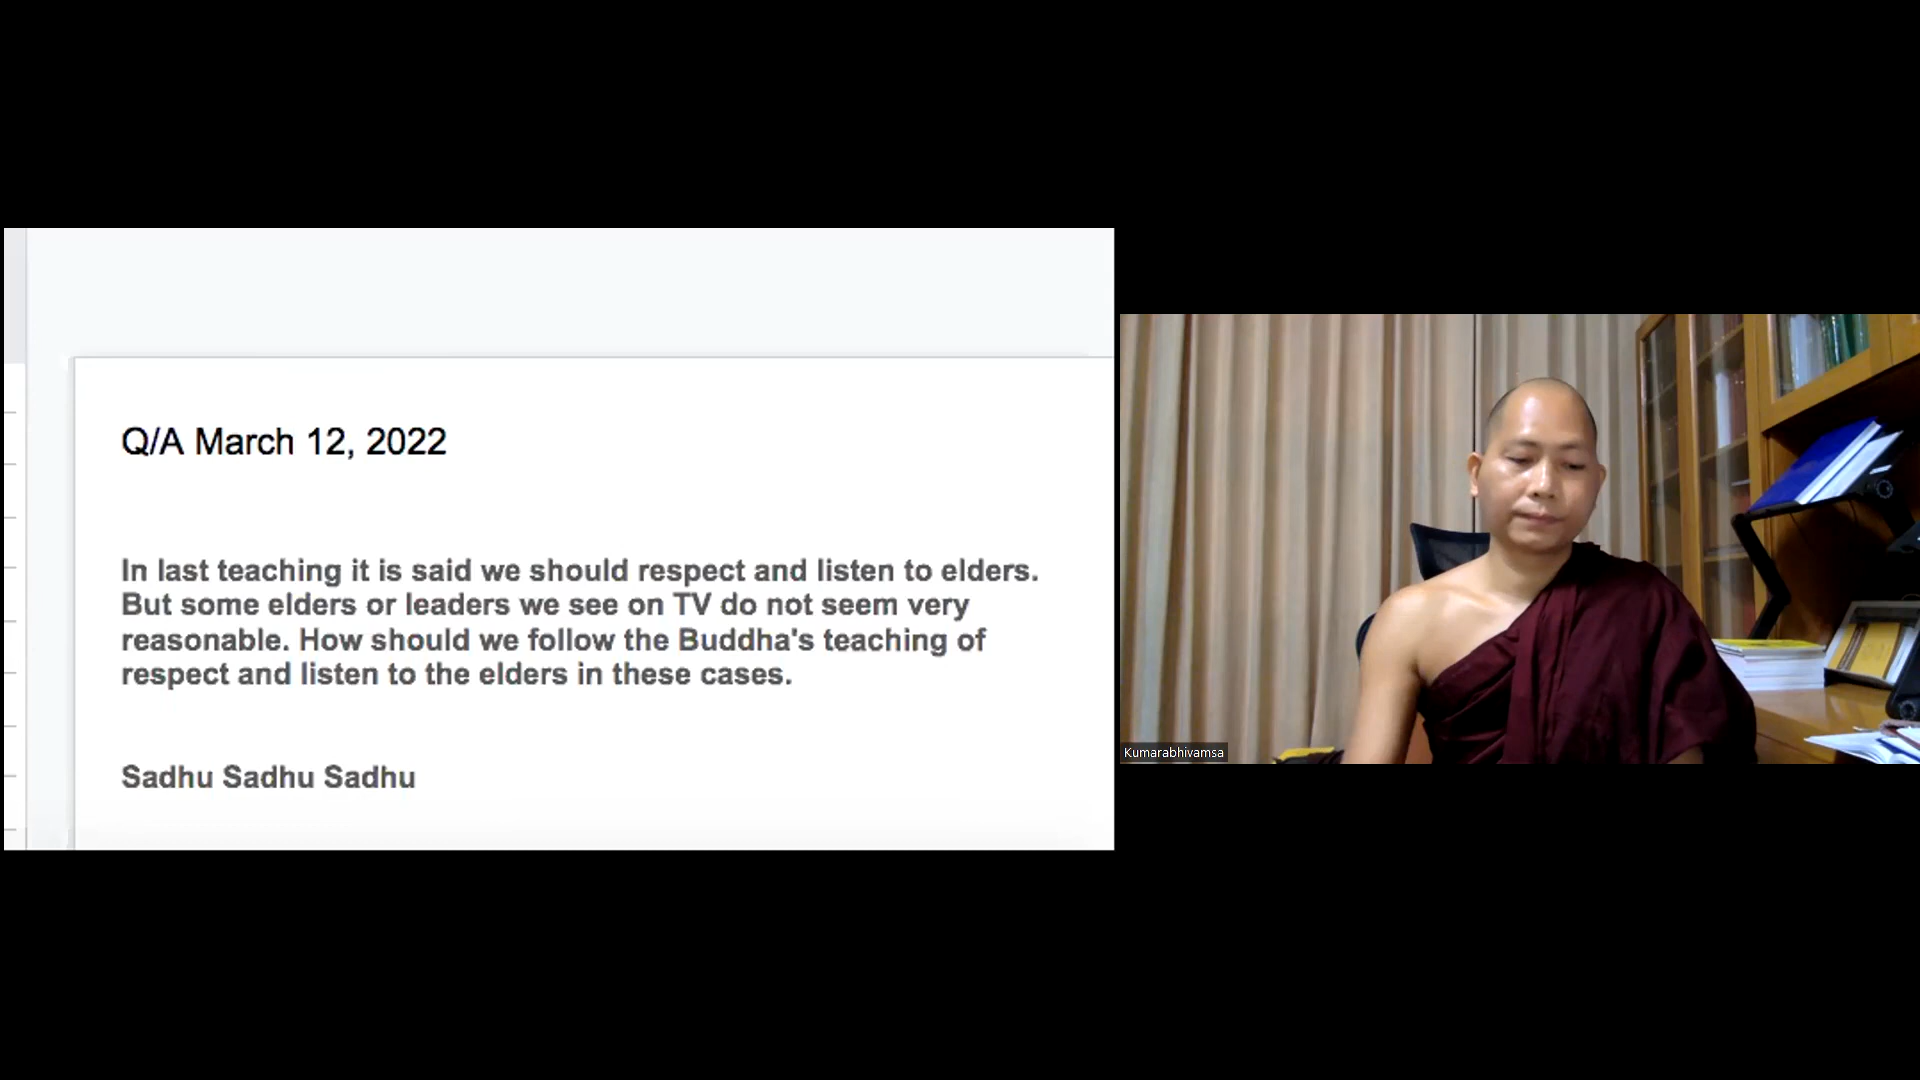 Q/A March 12, 2022
In last teaching it is said we should respect and listen to elders.
But some elders or leaders we see on TV do not seem very
reasonable. How should we follow the Buddha's teaching of
respect and listen to the elders in these cases.
Sadhu Sadhu Sadhu
Kumarabhivamsa